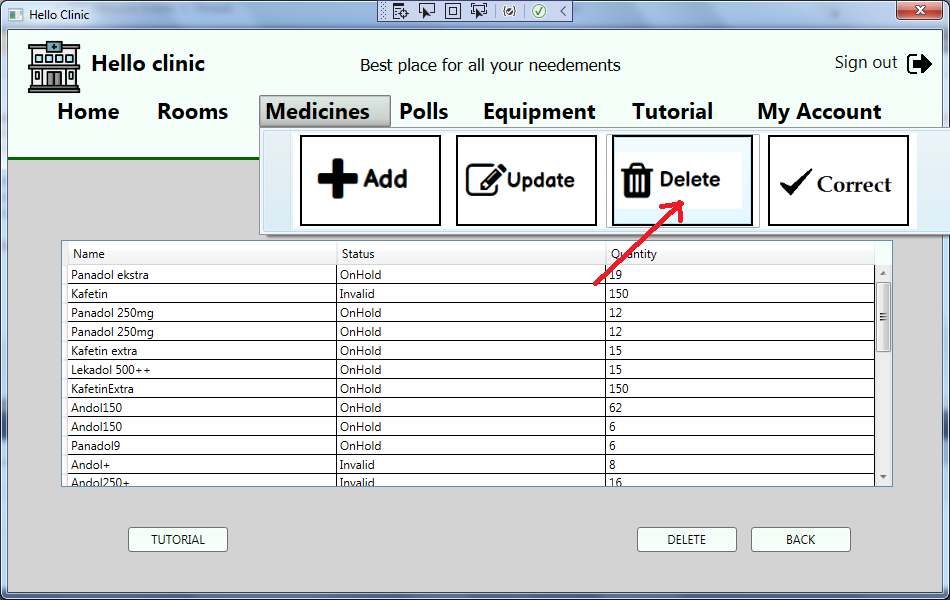 Hello Clinic
Hello clinic
Best place for all your needements
Sign out
Home Rooms Medicines Polls Equipment Tutorial My Account
Add Update Delete Correct
Name Status Quantity
Panadol ekstra OnHold 19
Kafetin Invalid 150
Panadol 250mg OnHold 12
Panadol 250mg OnHold 12
Kafetin extra OnHold 15
Lekadol 500++ OnHold 15
KafetinExtra OnHold 150
Andol150 OnHold 62
Andol150 OnHold 6
Panadol9 OnHold 6
Andol+ Invalid 8
Andol250+ Invalid 16
TUTORIAL DELETE BACK